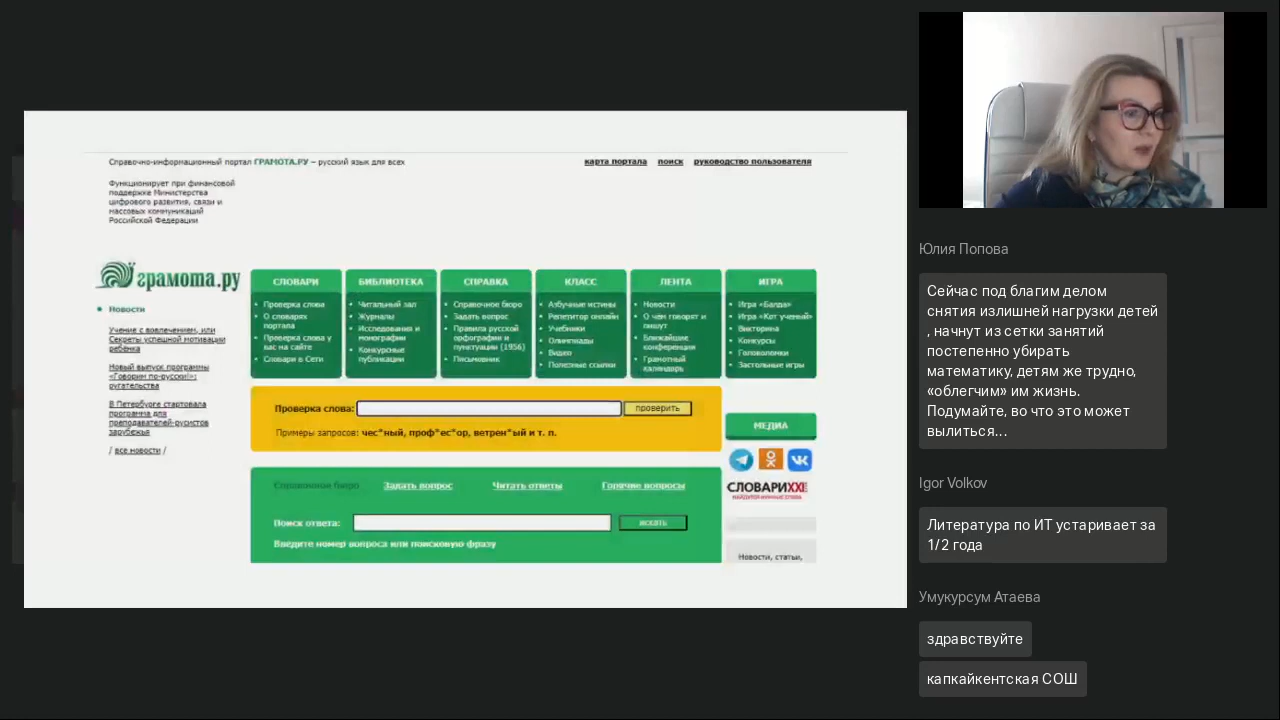 Справочно-информационный портал ГРАМОТА.РУ – русский язык для всех
карта портала поиск руководство пользователя
Функционирует при финансовой
поддержке Министерства
цифрового развития, связи и
массовых коммуникаций
Российской Федерации
грамота.ру
Новости
Учение с вовлечением, или
Секреты успешной мотивации
ребёнка
Новый выпуск программы
«Говорим по-русски!»:
ругательства
В Петербурге стартовала
программа для
преподавателей-русистов
зарубежья
/ все новости /
СЛОВАРИ
Проверка слова
О словарях
портала
Проверка слова у
вас на сайте
Словари в Сети
БИБЛИОТЕКА
Читальный зал
Журналы
Исследования и
монографии
Конкурсные
публикации
СПРАВКА
Справочное бюро
Задать вопрос
Правила русской
орфографии и
пунктуации (1956)
Письмовник
КЛАСС
Азбучные истины
Репетитор онлайн
Учебники
Олимпиады
Видео
Полезные ссылки
ЛЕНТА
Новости
О чём говорят и
пишут
Ближайшие
конференции
Грамотный
календарь
ИГРА
Игра «Балда»
Игра «Кот учёный»
Викторина
Конкурсы
Головоломки
Застольные игры
Проверка слова: проверить
Примеры запросов: чес*ный, проф*ес*ор, ветрен*ый и т. п.
Справочное бюро Задать вопрос Читать ответы Горячие вопросы
Поиск ответа: искать
Введите номер вопроса или поисковую фразу
МЕДИА
СЛОВАРИ XXI
Новости, статьи,
Юлия Попова
Сейчас под благим делом
снятия излишней нагрузки детей
, начнут из сетки занятий
постепенно убирать
математику, детям же трудно,
«облегчим» им жизнь.
Подумайте, во что это может
вылиться...
Igor Volkov
Литература по ИТ устаривает за
1/2 года
Умукурсум Атаева
здравствуйте
капкайкентская СОШ